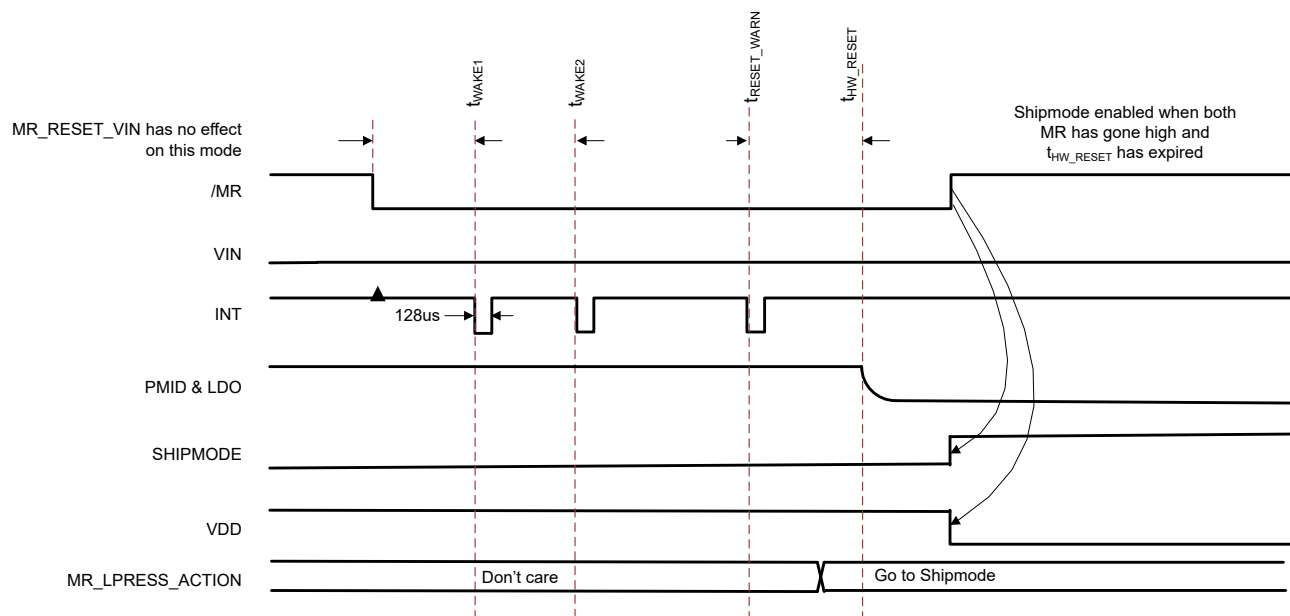 tWAKE1
tWAKE2
tRESET_WARN
tHW_RESET
MR_RESET_VIN has no effect
on this mode
Shipmode enabled when both
MR has gone high and
tHW_RESET has expired
/MR
VIN
INT
128us
PMID & LDO
SHIPMODE
VDD
MR_LPRESS_ACTION
Don't care
Go to Shipmode